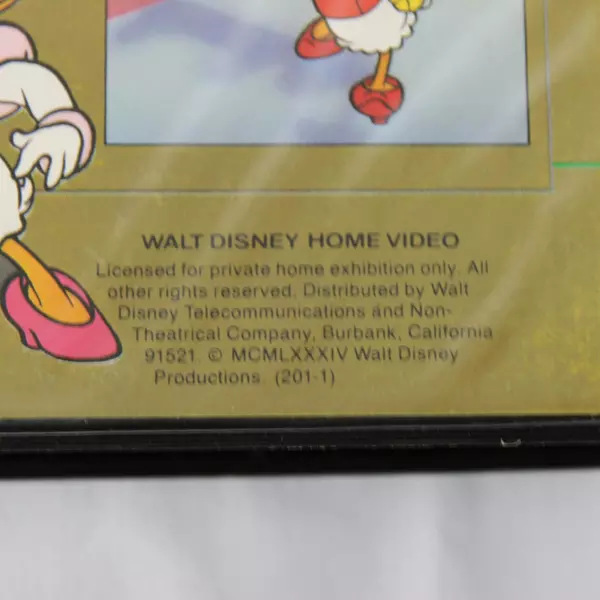 WALT DISNEY HOME VIDEO
Licensed for private home exhibition only. All
other rights reserved. Distributed by Walt
Disney Telecommunications and Non-
Theatrical Company, Burbank, California
91521. © MCMLXXXIV Walt Disney
Productions. (201-1)